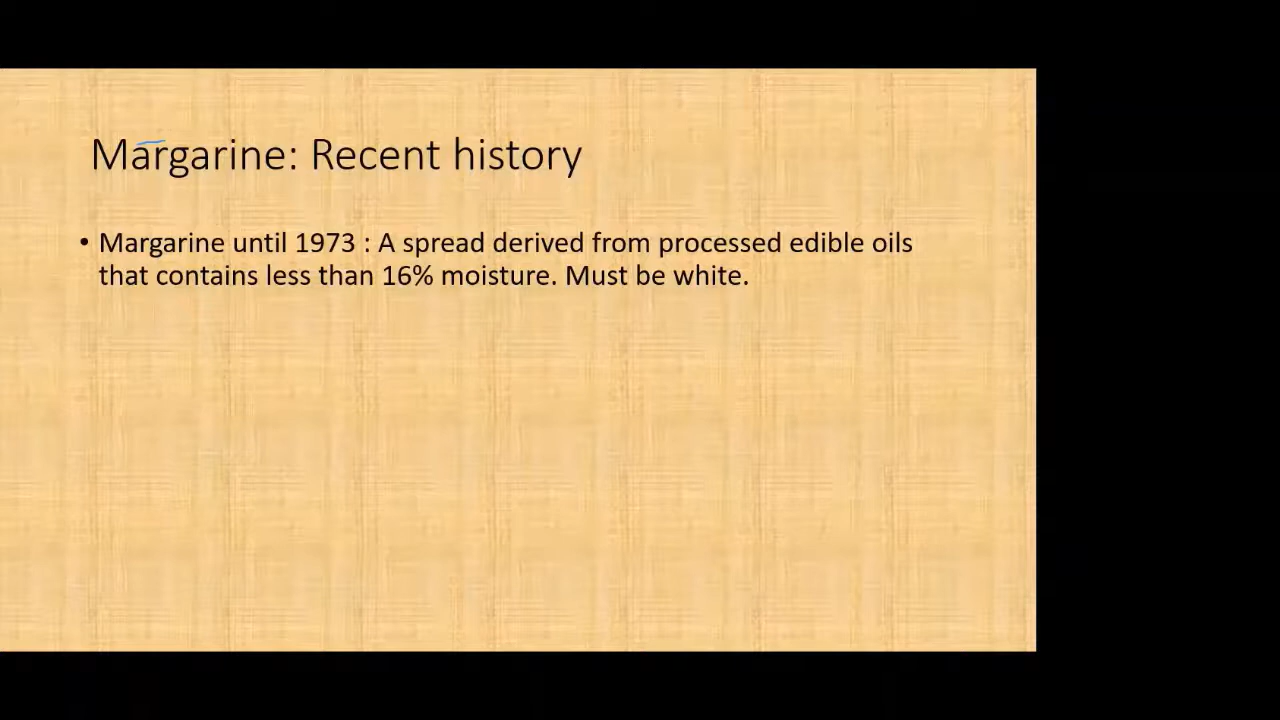 Margarine: Recent history
• Margarine until 1973 : A spread derived from processed edible oils
that contains less than 16% moisture. Must be white.